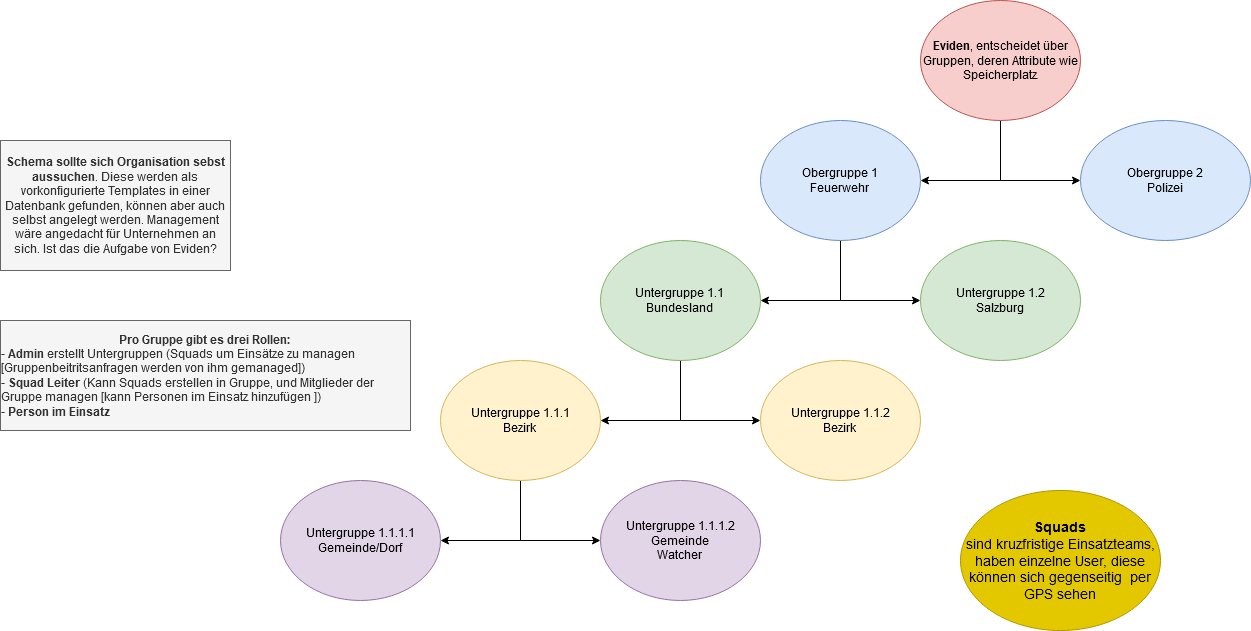 Eviden, entscheidet über
Gruppen, deren Attribute wie
Speicherplatz
Obergruppe 1
Feuerwehr
Obergruppe 2
Polizei
Schema sollte sich Organisation sebst
aussuchen. Diese werden als
vorkonfigurierte Templates in einer
Datenbank gefunden, können aber auch
selbst angelegt werden. Management
wäre angedacht für Unternehmen an
sich. Ist das die Aufgabe von Eviden?
Untergruppe 1.1
Bundesland
Untergruppe 1.2
Salzburg
Pro Gruppe gibt es drei Rollen:
- Admin erstellt Untergruppen (Squads um Einsätze zu managen
[Gruppenbeitritsanfragen werden von ihm gemanaged])
- Squad Leiter (Kann Squads erstellen in Gruppe, und Mitglieder der
Gruppe managen [kann Personen im Einsatz hinzufügen ])
- Person im Einsatz
Untergruppe 1.1.1
Bezirk
Untergruppe 1.1.2
Bezirk
Untergruppe 1.1.1.1
Gemeinde/Dorf
Untergruppe 1.1.1.2
Gemeinde
Watcher
Squads
sind kruzfristige Einsatzteams,
haben einzelne User, diese
können sich gegenseitig per
GPS sehen